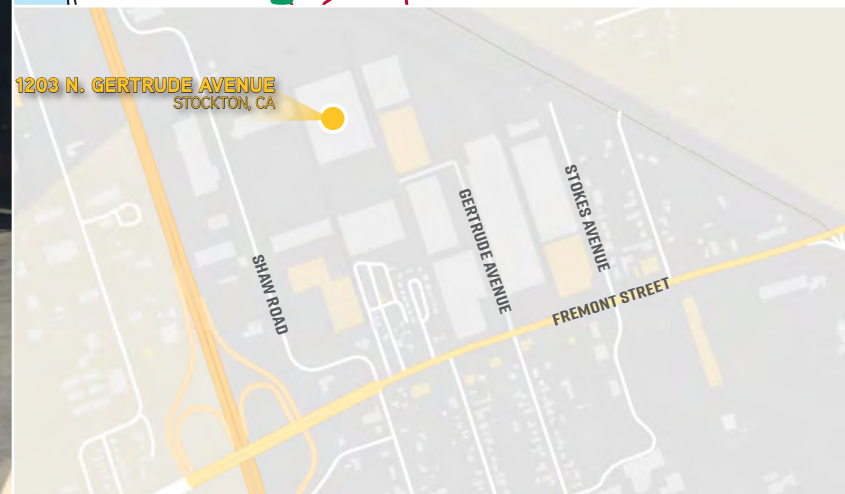 1203 N. GERTRUDE AVENUE
STOCKTON, CA
STOKES AVENUE
GERTRUDE AVENUE
SHAW ROAD
FREMONT STREET